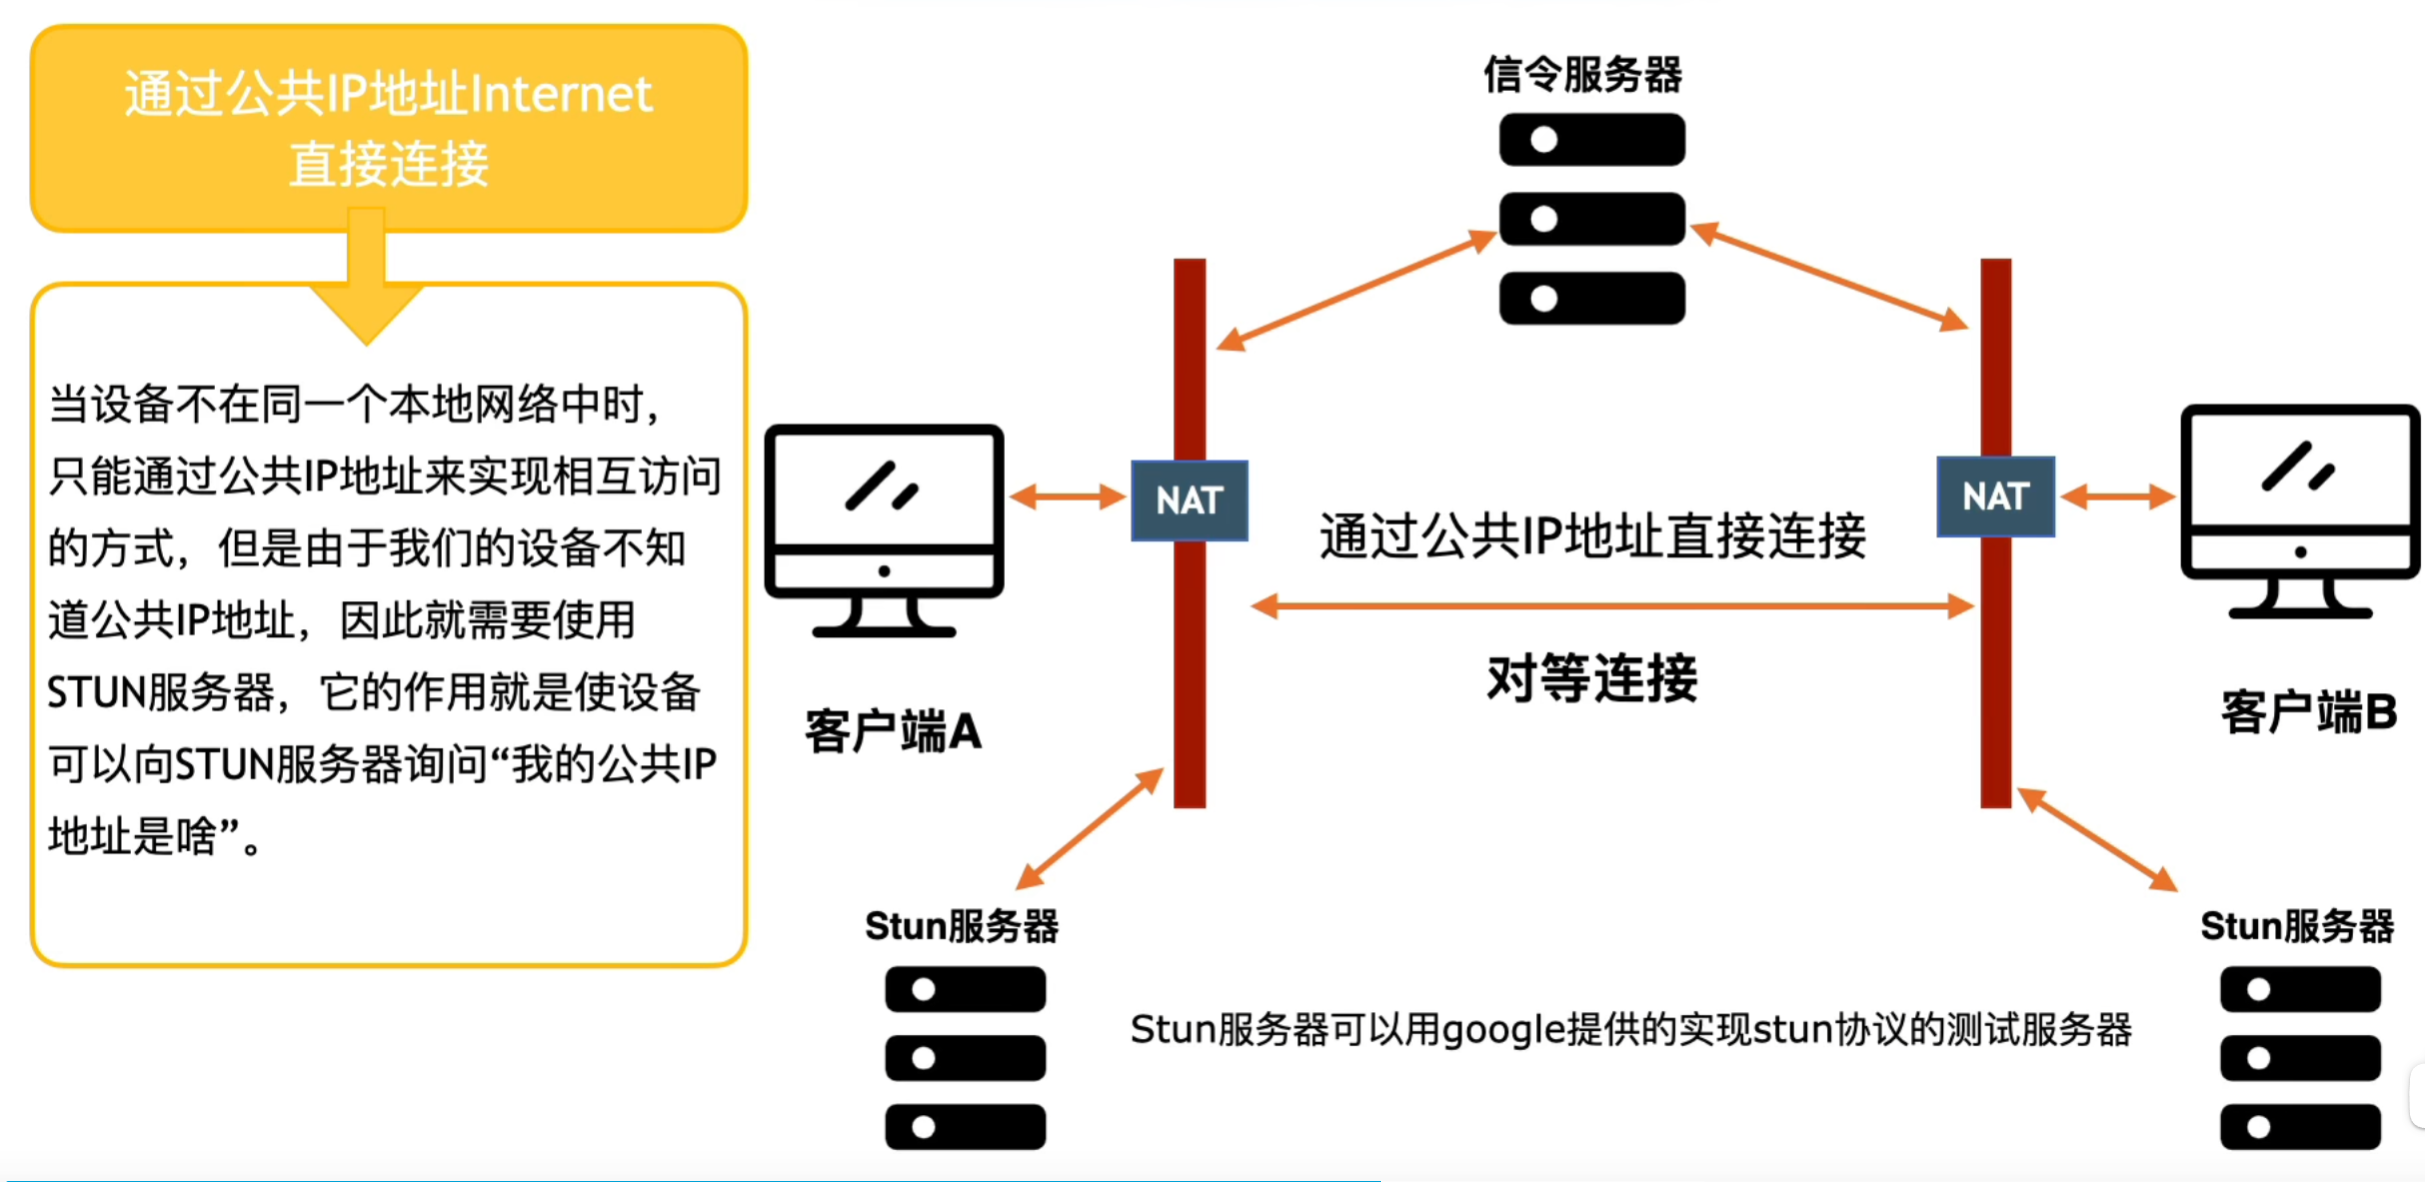 通过公共IP地址Internet
直接连接
当设备不在同一个本地网络中时，
只能通过公共IP地址来实现相互访问
的方式，但是由于我们的设备不知
道公共IP地址，因此就需要使用
STUN服务器，它的作用就是使设备
可以向STUN服务器询问“我的公共IP
地址是啥”。
信令服务器
NAT
NAT
通过公共IP地址直接连接
对等连接
客户端A
客户端B
Stun服务器
Stun服务器
Stun服务器可以用google提供的实现stun协议的测试服务器